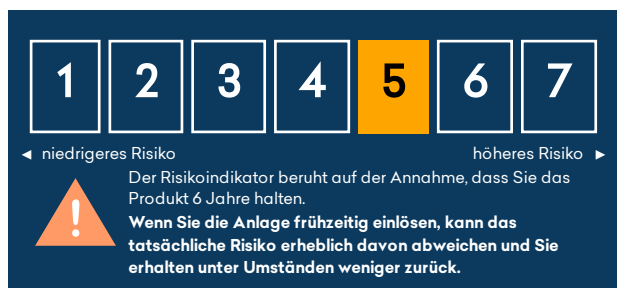 1 2 3 4 5 6 7
◄ niedrigeres Risiko höheres Risiko ►
Der Risikoindikator beruht auf der Annahme, dass Sie das
Produkt 6 Jahre halten.
Wenn Sie die Anlage frühzeitig einlösen, kann das
tatsächliche Risiko erheblich davon abweichen und Sie
erhalten unter Umständen weniger zurück.